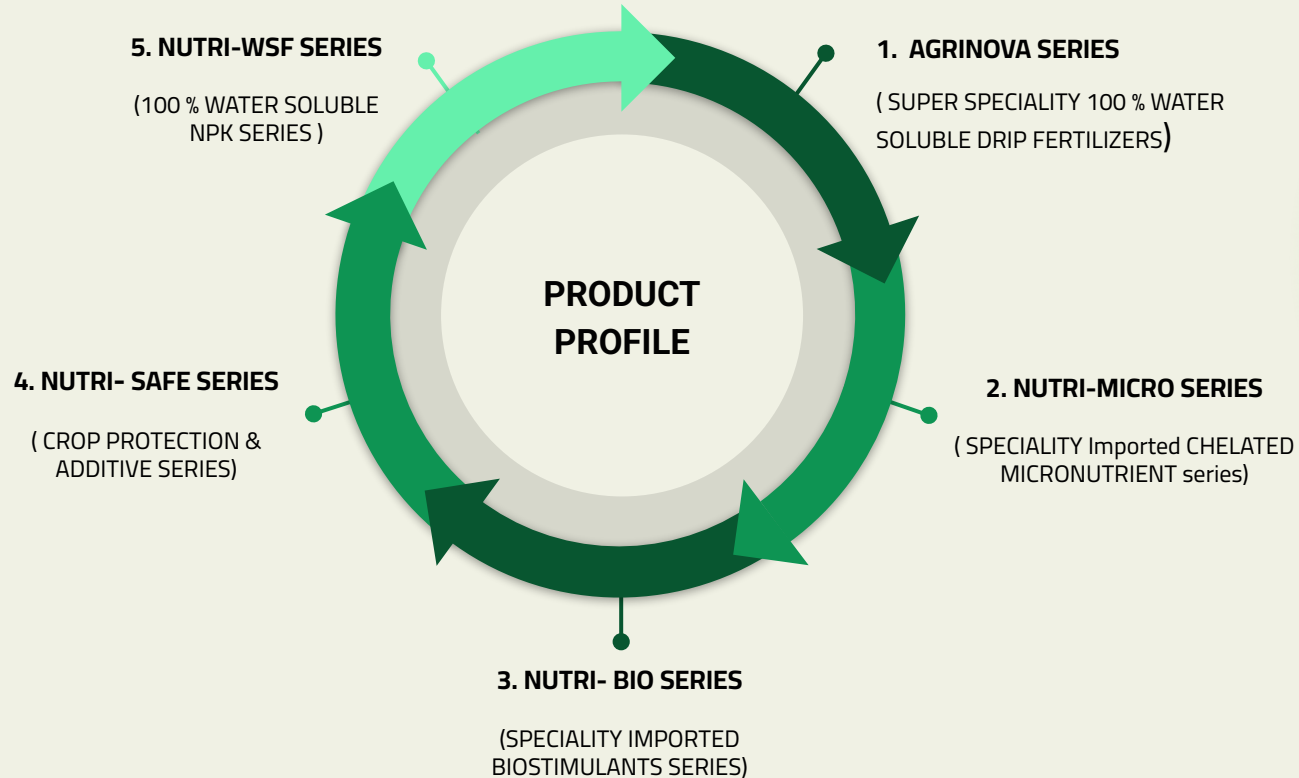 PRODUCT
PROFILE
1. AGRINOVA SERIES
( SUPER SPECIALITY 100 % WATER
SOLUBLE DRIP FERTILIZERS)
2. NUTRI-MICRO SERIES
( SPECIALITY Imported CHELATED
MICRONUTRIENT series)
3. NUTRI- BIO SERIES
(SPECIALITY IMPORTED
BIOSTIMULANTS SERIES)
4. NUTRI- SAFE SERIES
( CROP PROTECTION &
ADDITIVE SERIES)
5. NUTRI-WSF SERIES
(100 % WATER SOLUBLE
NPK SERIES )